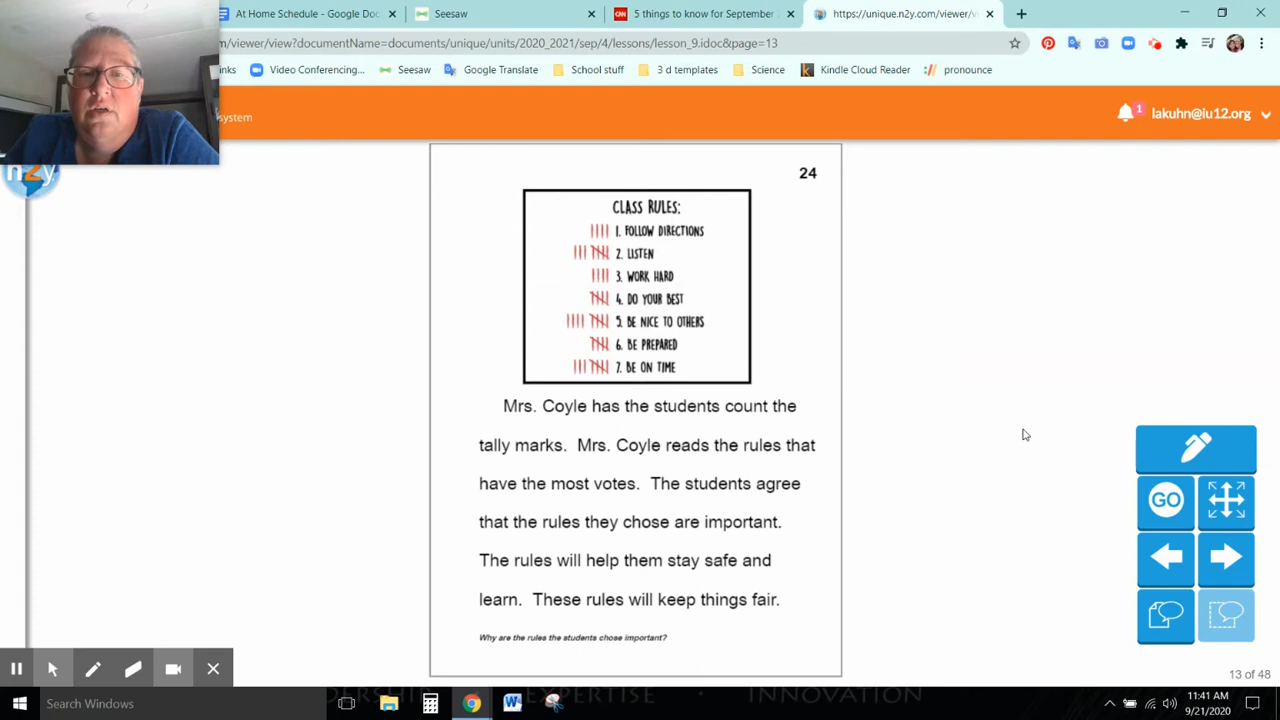 At Home Schedule - Google Doc
Seesaw
CNN
5 things to know for September
https://unique.n2y.com/viewer/vi
/viewer/view?documentName=documents/unique/units/2020_2021/sep/4/lessons/lesson_9.idoc&page=13
Video Conferencing...
Seesaw
Google Translate
School stuff
3 d templates
Science
Kindle Cloud Reader
pronounce
system
1
lakuhn@iu12.org
n2y
24
CLASS RULES:
1. FOLLOW DIRECTIONS
2. LISTEN
3. WORK HARD
4. DO YOUR BEST
5. BE NICE TO OTHERS
6. BE PREPARED
7. BE ON TIME
Mrs. Coyle has the students count the
tally marks. Mrs. Coyle reads the rules that
have the most votes. The students agree
that the rules they chose are important.
The rules will help them stay safe and
learn. These rules will keep things fair.
Why are the rules the students chose important?
GO
13 of 48
EXPERTISE · INNOVATION
Search Windows
11:41 AM
9/21/2020